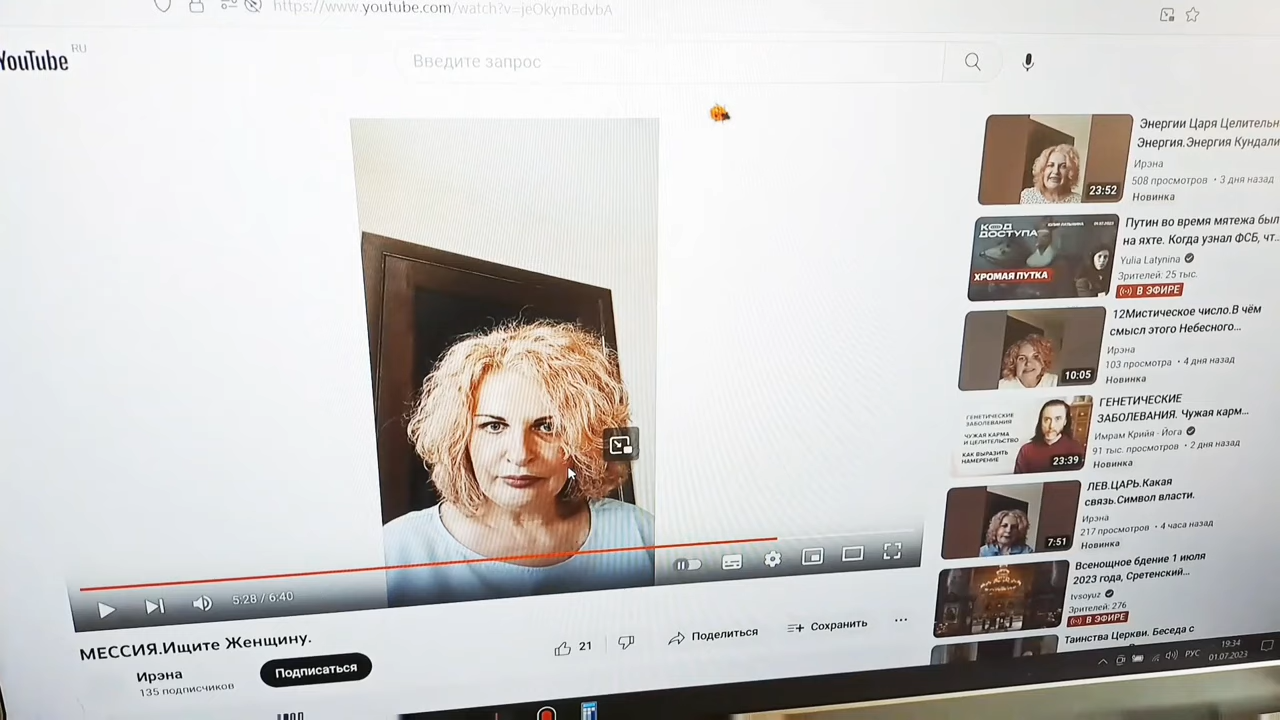 https://www.youtube.com/watch?v=jeOkymBdvbA
YouTube RU
Введите запрос
Энергии Царя Целительн
Энергия.Энергия Кундали
Ирэна
508 просмотров • 3 дня назад
Новинка
23:52
Путин во время мятежа был
на яхте. Когда узнал ФСБ, чт...
Yulia Latynina
Зрителей: 25 тыс.
В ЭФИРЕ
КОД
ДОСТУПА
ХРОМАЯ ПУТКА
12Мистическое число.В чём
смысл этого Небесного...
Ирэна
103 просмотра • 4 дня назад
Новинка
10:05
ГЕНЕТИЧЕСКИЕ
ЗАБОЛЕВАНИЯ. Чужая карм...
Имрам Крийя - Йога
91 тыс. просмотров • 2 дня назад
Новинка
ГЕНЕТИЧЕСКИЕ
ЗАБОЛЕВАНИЯ
ЧУЖАЯ КАРМА
И ЦЕЛИТЕЛЬСТВО
КАК ВЫРАЗИТЬ
НАМЕРЕНИЕ
23:39
ЛЕВ.ЦАРЬ.Какая
связь.Символ власти.
Ирэна
217 просмотров • 4 часа назад
Новинка
7:51
Всенощное бдение 1 июля
2023 года, Сретенский...
tvsoyuz
Зрителей: 276
В ЭФИРЕ
Таинства Церкви. Беседа с
5:28 / 6:40
МЕССИЯ.Ищите Женщину.
Ирэна
135 подписчиков
Подписаться
21
Поделиться
Сохранить
РУС
19:34
01.07.2023